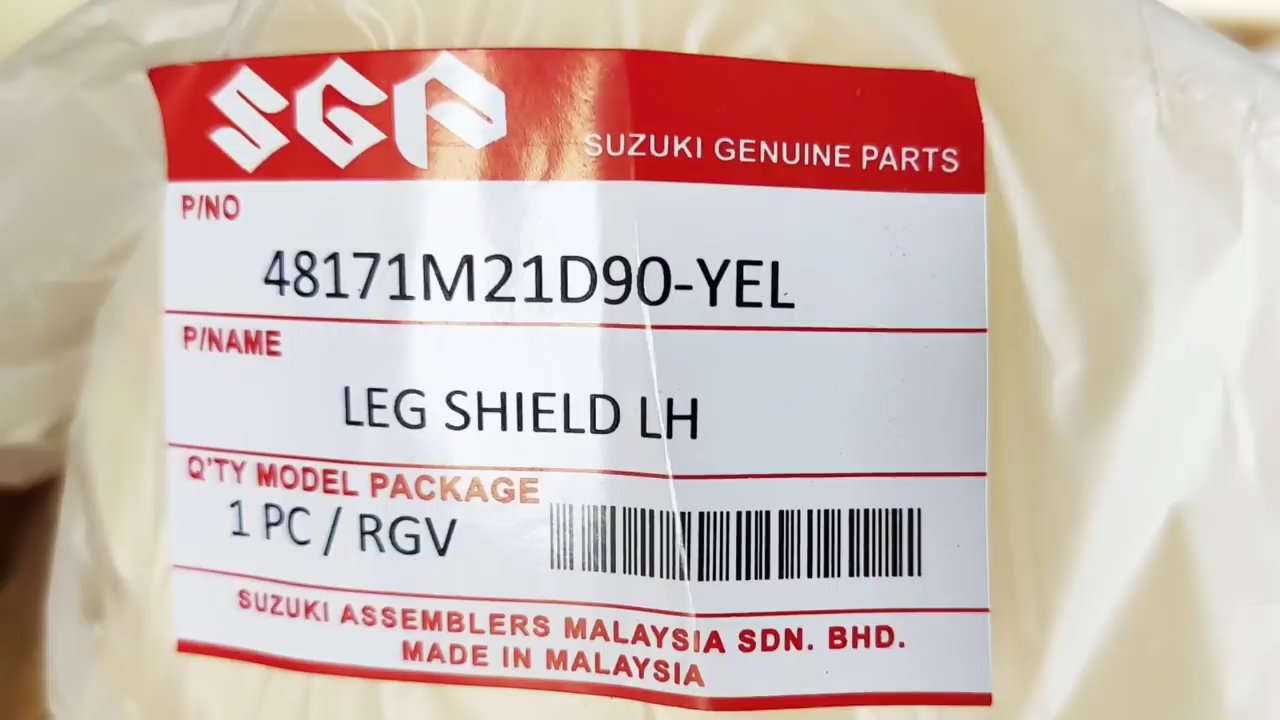 SGP
SUZUKI GENUINE PARTS
P/NO
48171M21D90-YEL
P/NAME
LEG SHIELD LH
Q'TY MODEL PACKAGE
1 PC / RGV
SUZUKI ASSEMBLERS MALAYSIA SDN. BHD.
MADE IN MALAYSIA